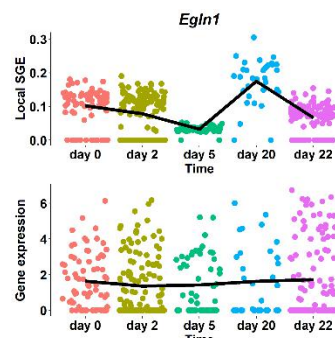 Egln1
Local SGE
0.3
0.2
0.1
0.0
day 0 day 2 day 5 day 20 day 22
Time
Gene expression
6
4
2
0
day 0 day 2 day 5 day 20 day 22
Time